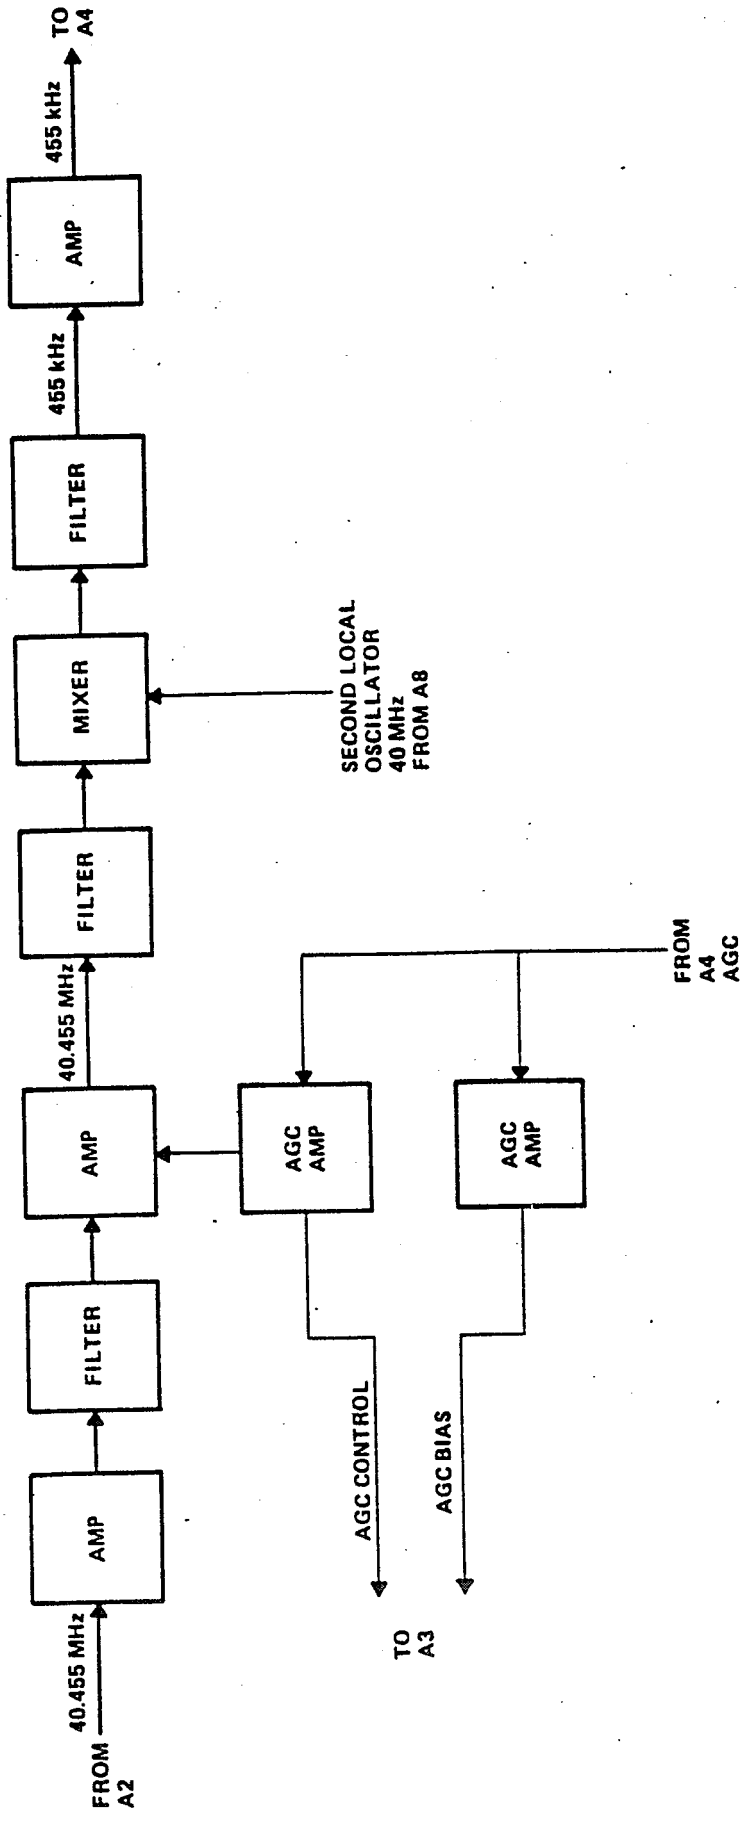 FROM
A2
40.455 MHz
AMP
FILTER
AMP
40.455 MHz
FILTER
MIXER
FILTER
455 kHz
AMP
455 kHz
TO
A4
SECOND LOCAL
OSCILLATOR
40 MHz
FROM A8
AGC
AMP
AGC
AMP
AGC CONTROL
AGC BIAS
TO
A3
FROM
A4
AGC